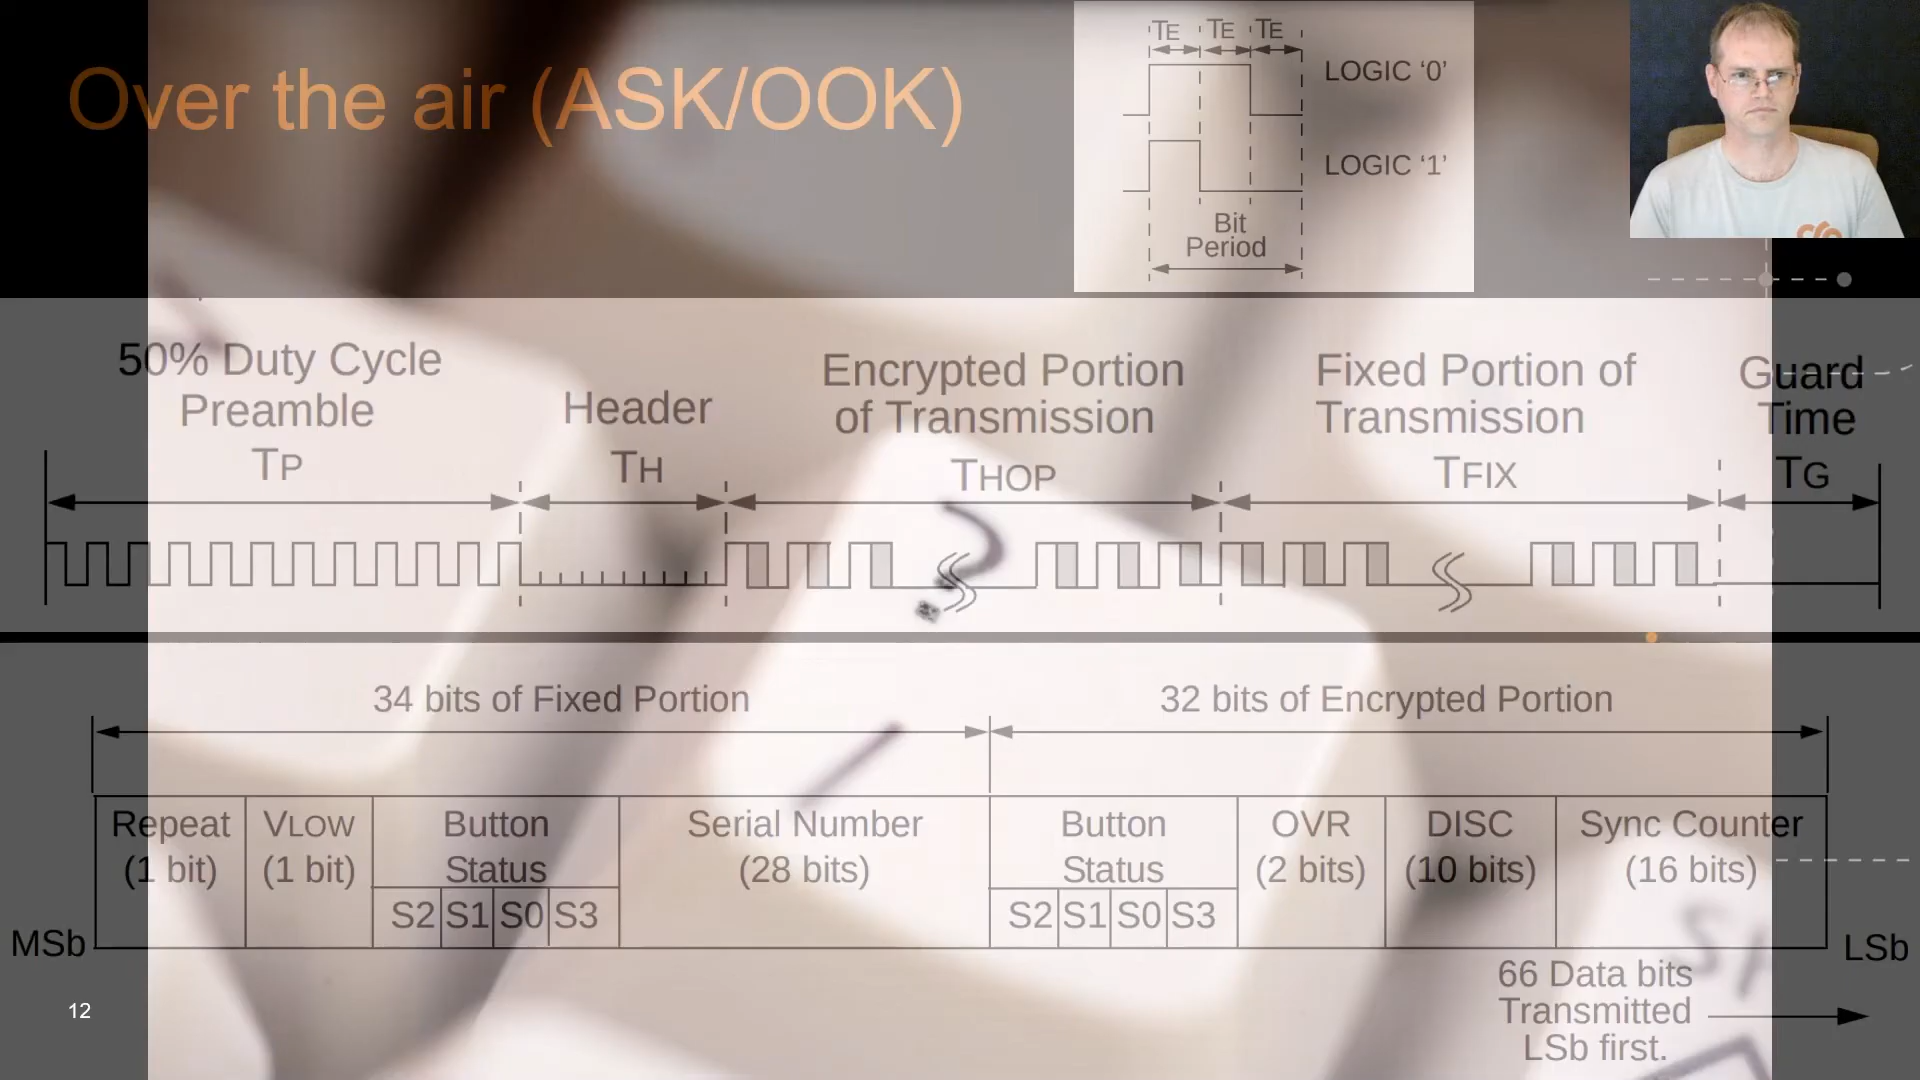 Over the air (ASK/OOK)
TE TE TE
LOGIC ‘0’
LOGIC ‘1’
Bit
Period
50% Duty Cycle
Preamble
TP
Header
TH
Encrypted Portion
of Transmission
THOP
Fixed Portion of
Transmission
TFIX
Guard
Time
TG
34 bits of Fixed Portion
32 bits of Encrypted Portion
Repeat
(1 bit)
VLOW
(1 bit)
Button
Status
S2 S1 S0 S3
Serial Number
(28 bits)
Button
Status
S2 S1 S0 S3
OVR
(2 bits)
DISC
(10 bits)
Sync Counter
(16 bits)
MSb
LSb
66 Data bits
Transmitted
LSb first.
12